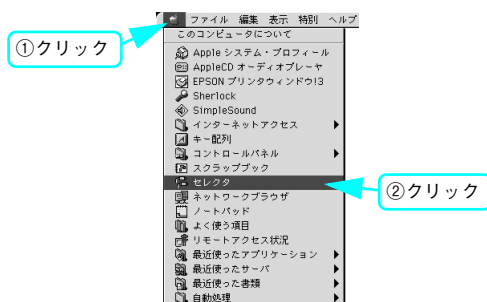 ファイル 編集 表示 特別 ヘルプ
このコンピュータについて
①クリック
Apple システム・プロフィール
AppleCD オーディオプレーヤ
EPSON プリンタウィンドウ!3
Sherlock
SimpleSound
インターネットアクセス
キー配列
コントロールパネル
スクラップブック
セレクタ
②クリック
ネットワークブラウザ
ノートパッド
よく使う項目
リモートアクセス状況
最近使ったアプリケーション
最近使ったサーバ
最近使った書類
自動処理